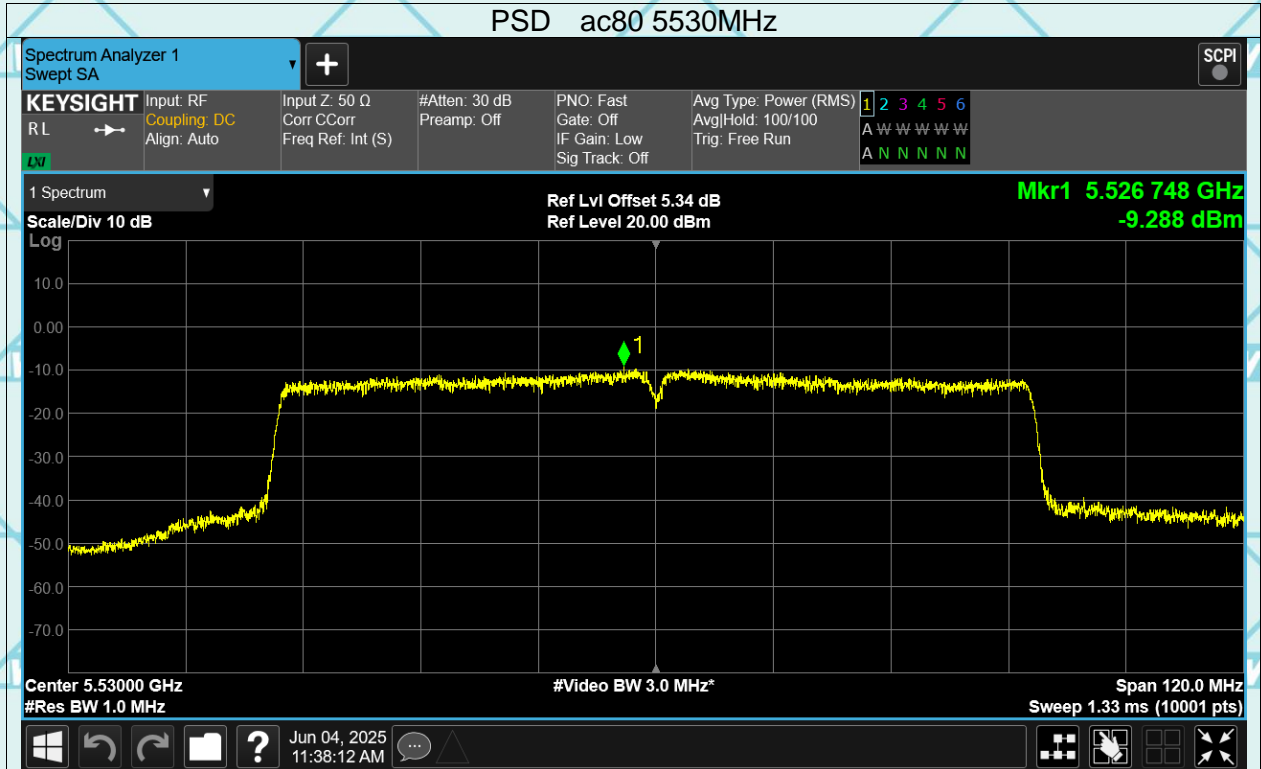 PSD ac80 5530MHz
Spectrum Analyzer 1
Swept SA
SCPI
KEYSIGHT
RL
LXI
Input: RF
Coupling: DC
Align: Auto
Input Z: 50 Ω
Corr CCorr
Freq Ref: Int (S)
#Atten: 30 dB
Preamp: Off
PNO: Fast
Gate: Off
IF Gain: Low
Sig Track: Off
Avg Type: Power (RMS)
Avg|Hold: 100/100
Trig: Free Run
1 2 3 4 5 6
A W W W W W
A N N N N N
1 Spectrum
Scale/Div 10 dB
Ref Lvl Offset 5.34 dB
Ref Level 20.00 dBm
Mkr1 5.526 748 GHz
-9.288 dBm
Log
10.0
0.00
-10.0
-20.0
-30.0
-40.0
-50.0
-60.0
-70.0
1
Center 5.53000 GHz
#Res BW 1.0 MHz
#Video BW 3.0 MHz*
Span 120.0 MHz
Sweep 1.33 ms (10001 pts)
?
Jun 04, 2025
11:38:12 AM